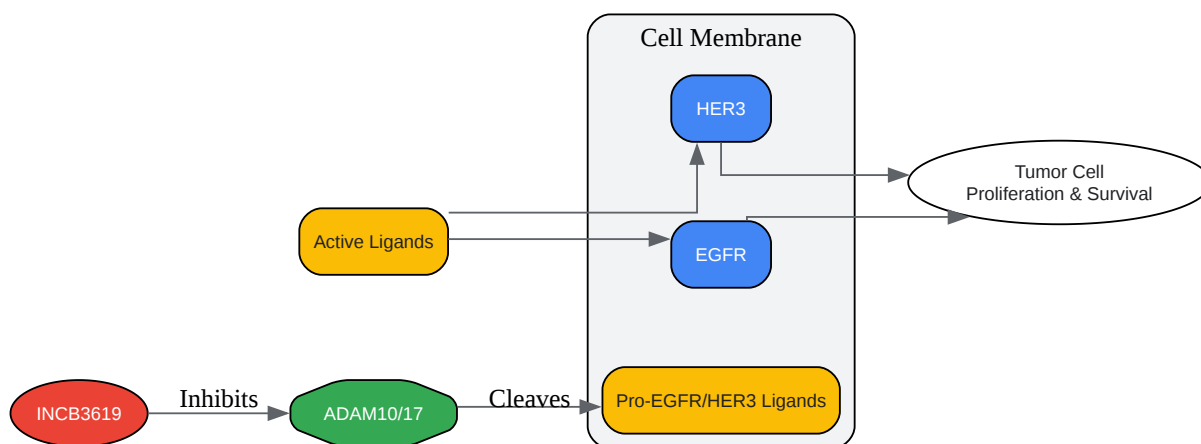 Cell Membrane
HER3
Tumor Cell
Proliferation & Survival
Active Ligands
EGFR
INCB3619
Inhibits
ADAM10/17
Cleaves
Pro-EGFR/HER3 Ligands